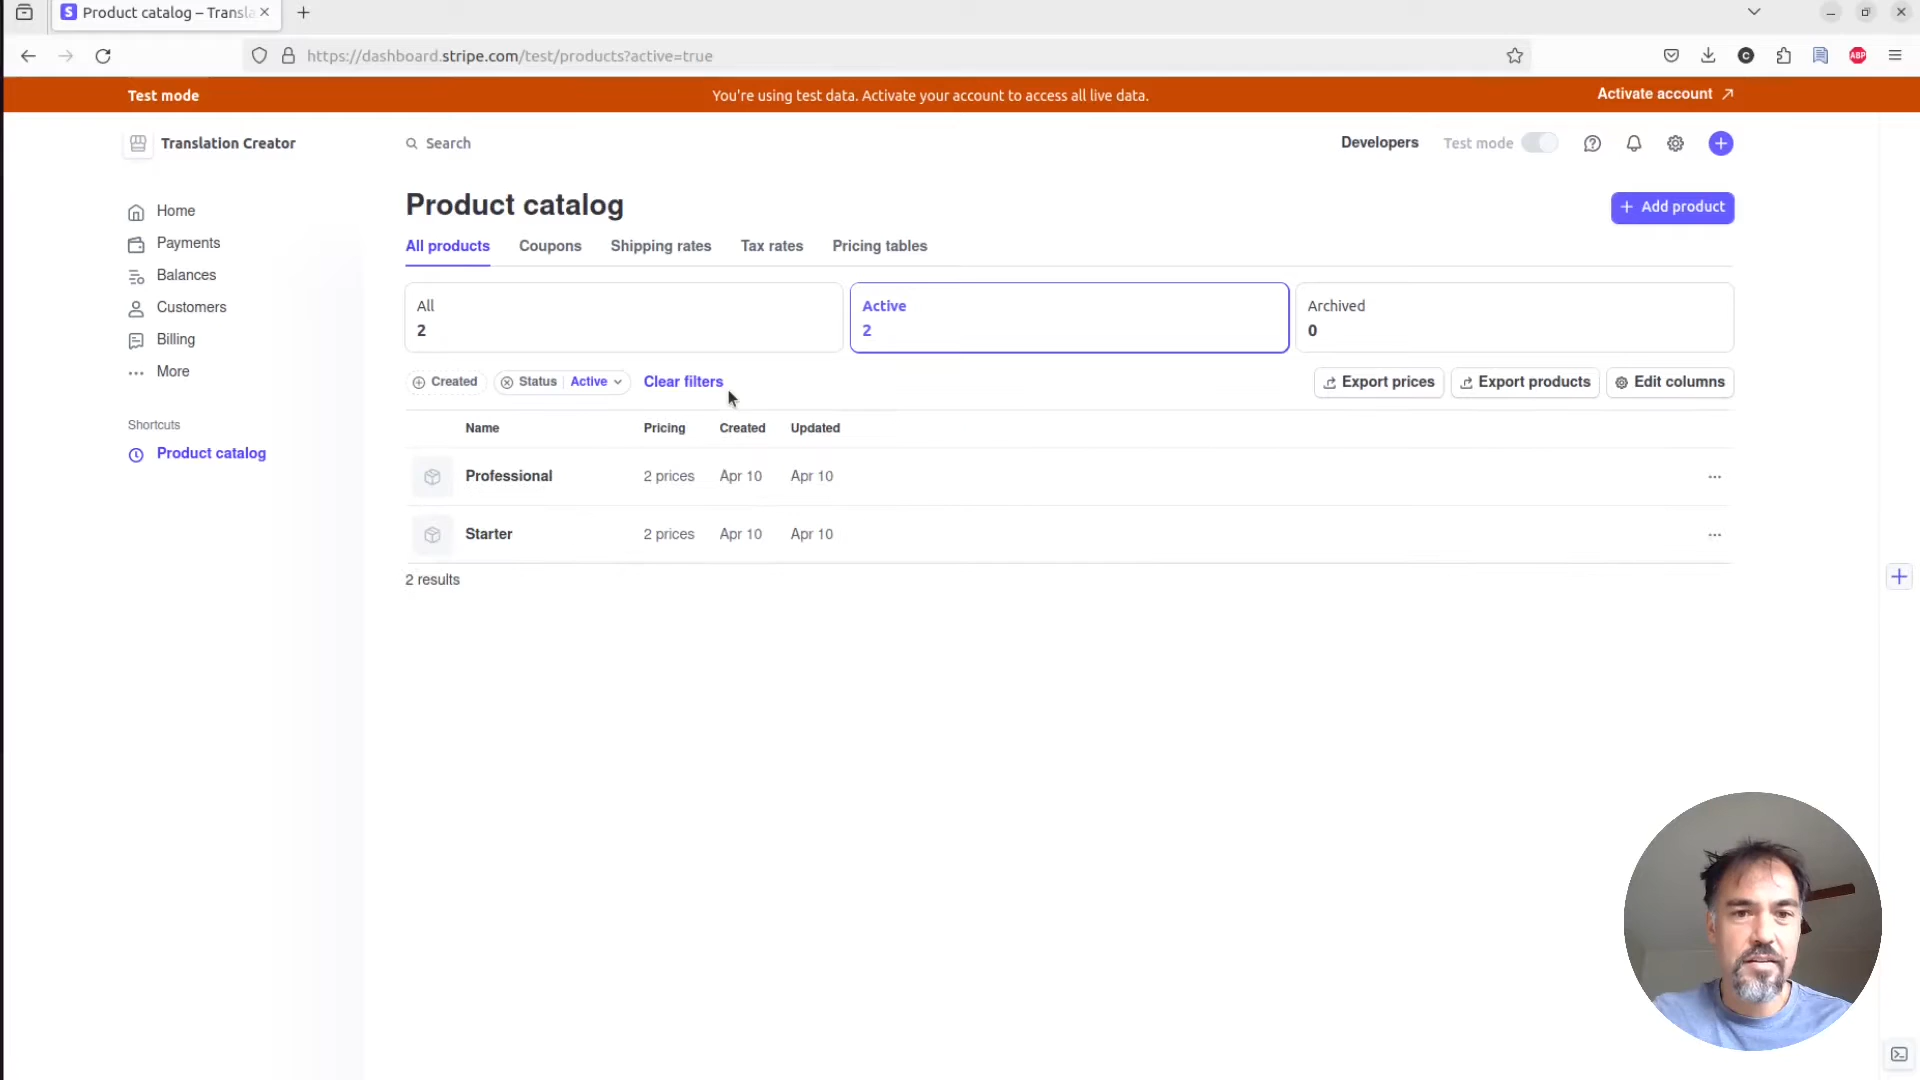 Product catalog – Transla
https://dashboard.stripe.com/test/products?active=true
ABP
Test mode
You're using test data. Activate your account to access all live data.
Activate account
Translation Creator
Search
Developers
Test mode
Home
Payments
Balances
Customers
Billing
More
Shortcuts
Product catalog
Product catalog
Add product
All products
Coupons
Shipping rates
Tax rates
Pricing tables
All
2
Active
2
Archived
0
Created
Status
Active
Clear filters
Export prices
Export products
Edit columns
Name Pricing Created Updated
Professional 2 prices Apr 10 Apr 10
Starter 2 prices Apr 10 Apr 10
2 results